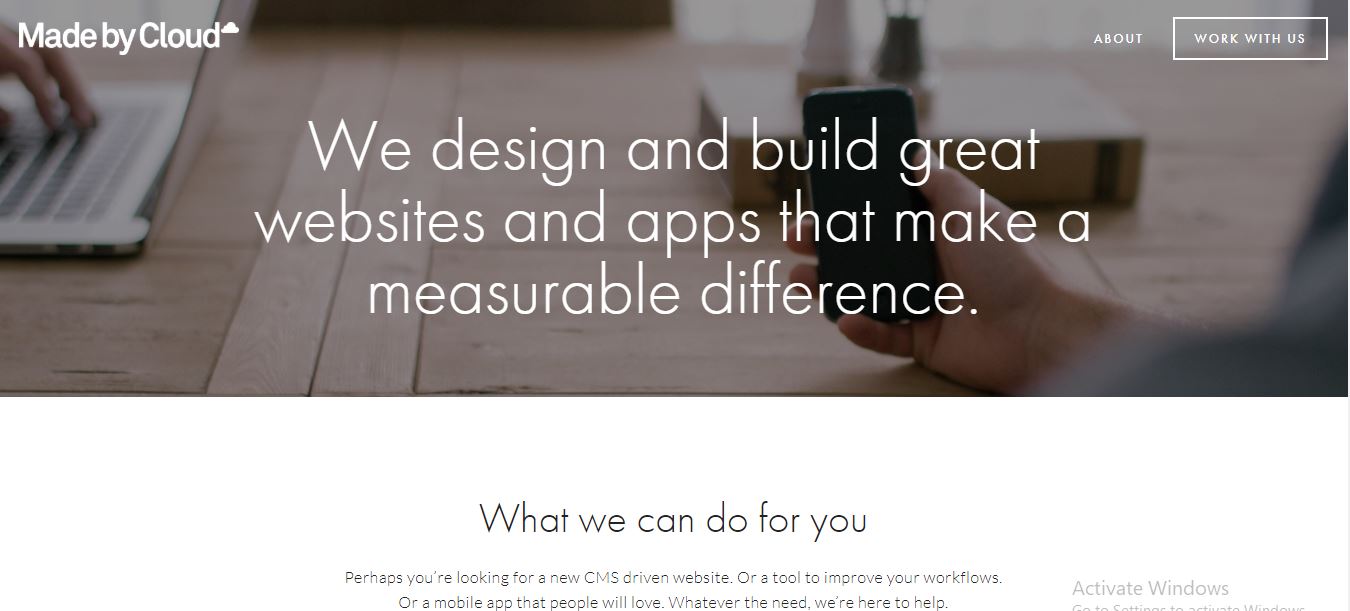 Made by Cloud
ABOUT
WORK WITH US
We design and build great
websites and apps that make a
measurable difference.
What we can do for you
Perhaps you’re looking for a new CMS driven website. Or a tool to improve your workflows.
Or a mobile app that people will love. Whatever the need, we’re here to help.
Activate Windows
Go to Settings to activate Windows.